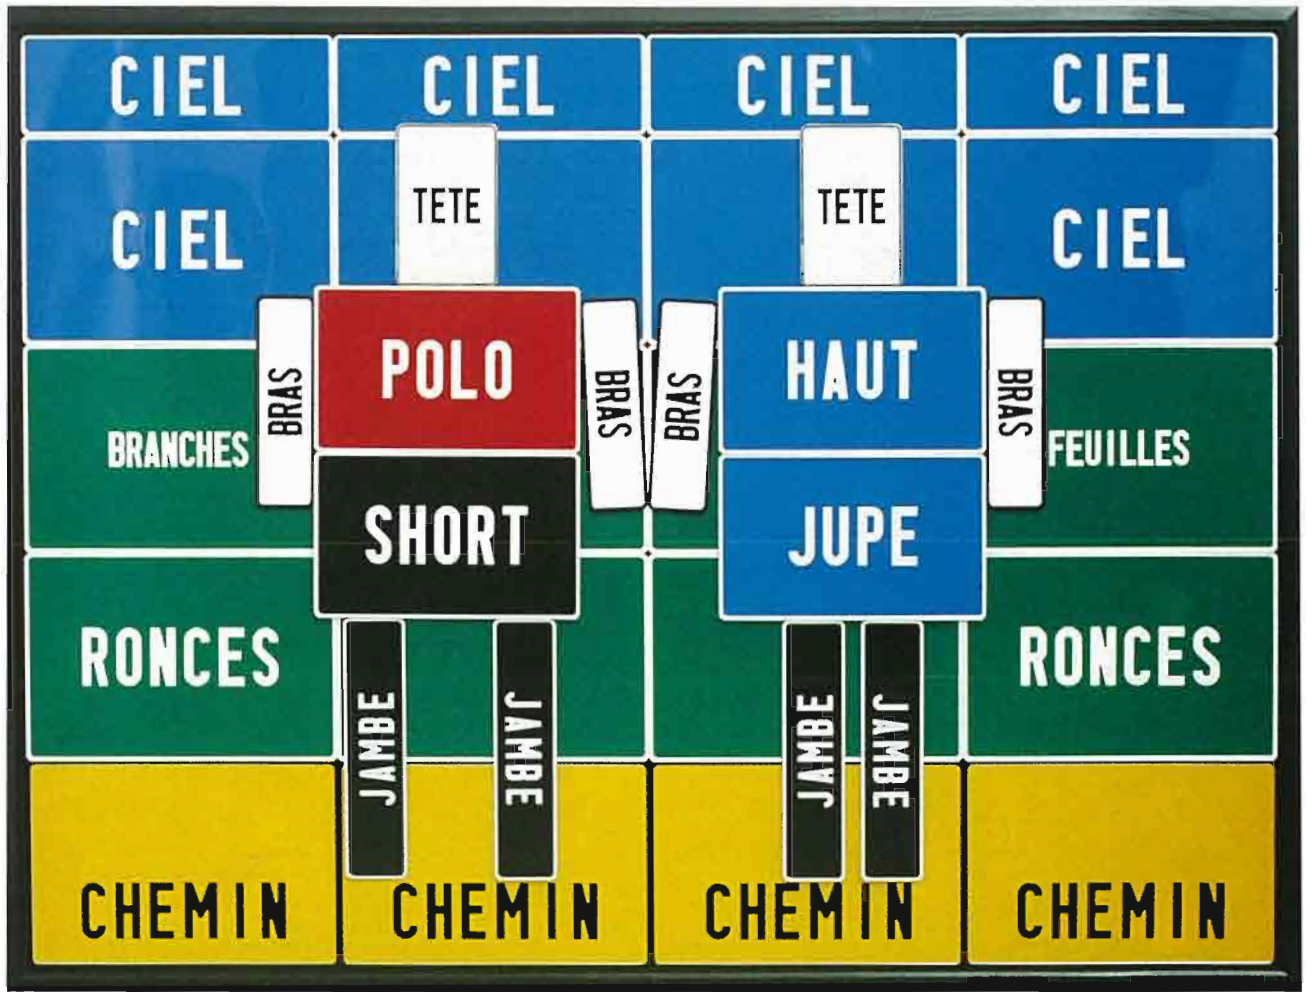 CIEL CIEL CIEL CIEL
TETE TETE
CIEL CIEL
POLO HAUT
BRAS BRAS BRAS BRAS
BRANCHES FEUILLES
SHORT JUPE
RONCES RONCES
JAMBE JAMBE JAMBE JAMBE
CHEMIN CHEMIN CHEMIN CHEMIN